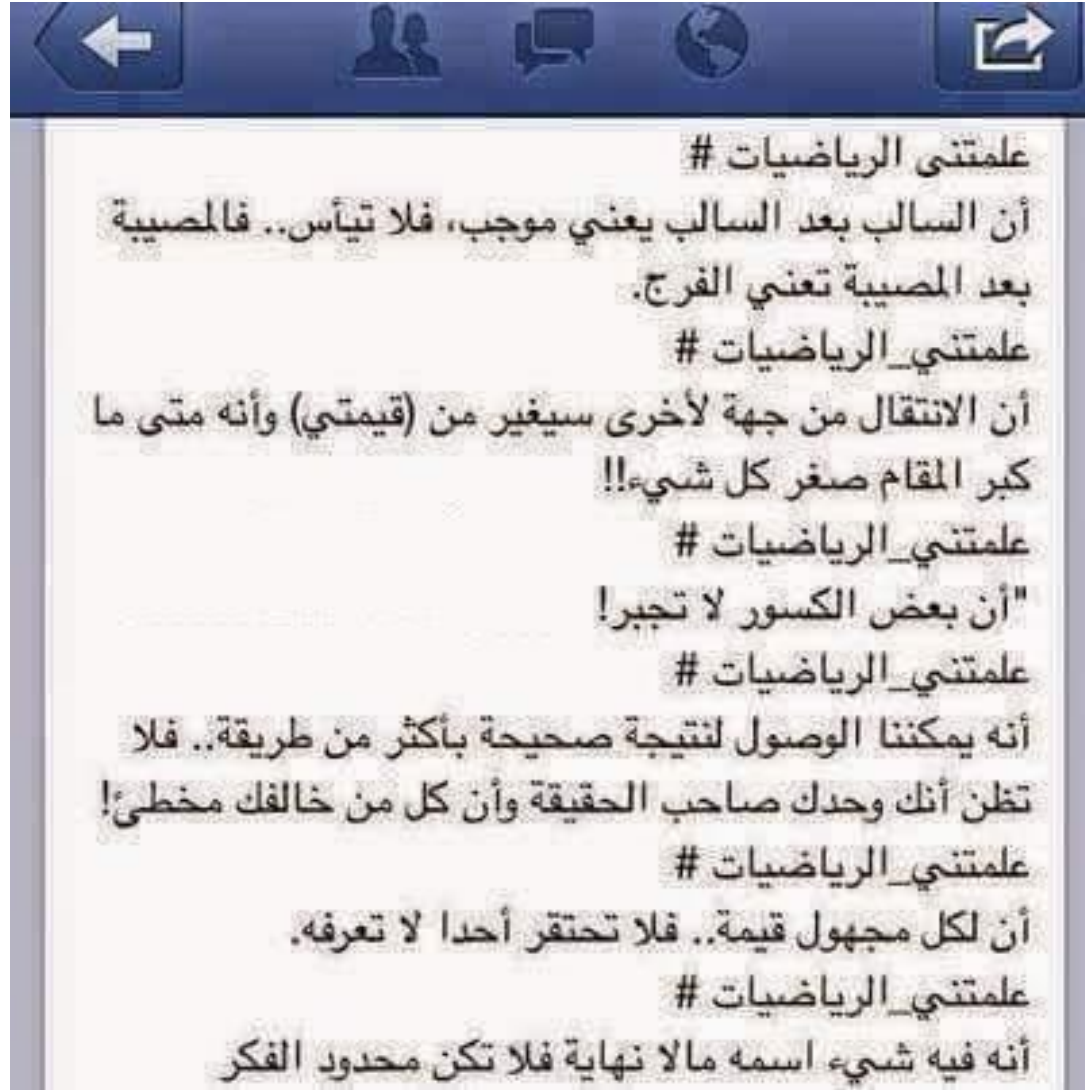 علمتنى الرياضيات #
أن السالب بعد السالب يعني موجب، فلا تيأس.. فالمصيبة
بعد المصيبة تعني الفرج.
علمتني_الرياضيات #
أن الانتقال من جهة لأخرى سيغير من (قيمتي) وأنه متى ما
كبر المقام صغر كل شيء!!
علمتني_الرياضيات #
"أن بعض الكسور لا تجبر!
علمتني_الرياضيات #
أنه يمكننا الوصول لنتيجة صحيحة بأكثر من طريقة.. فلا
تظن أنك وحدك صاحب الحقيقة وأن كل من خالفك مخطئ!
علمتني_الرياضيات #
أن لكل مجهول قيمة.. فلا تحتقر أحدا لا تعرفه.
علمتني_الرياضيات #
أنه فيه شيء اسمه مالا نهاية فلا تكن محدود الفكر